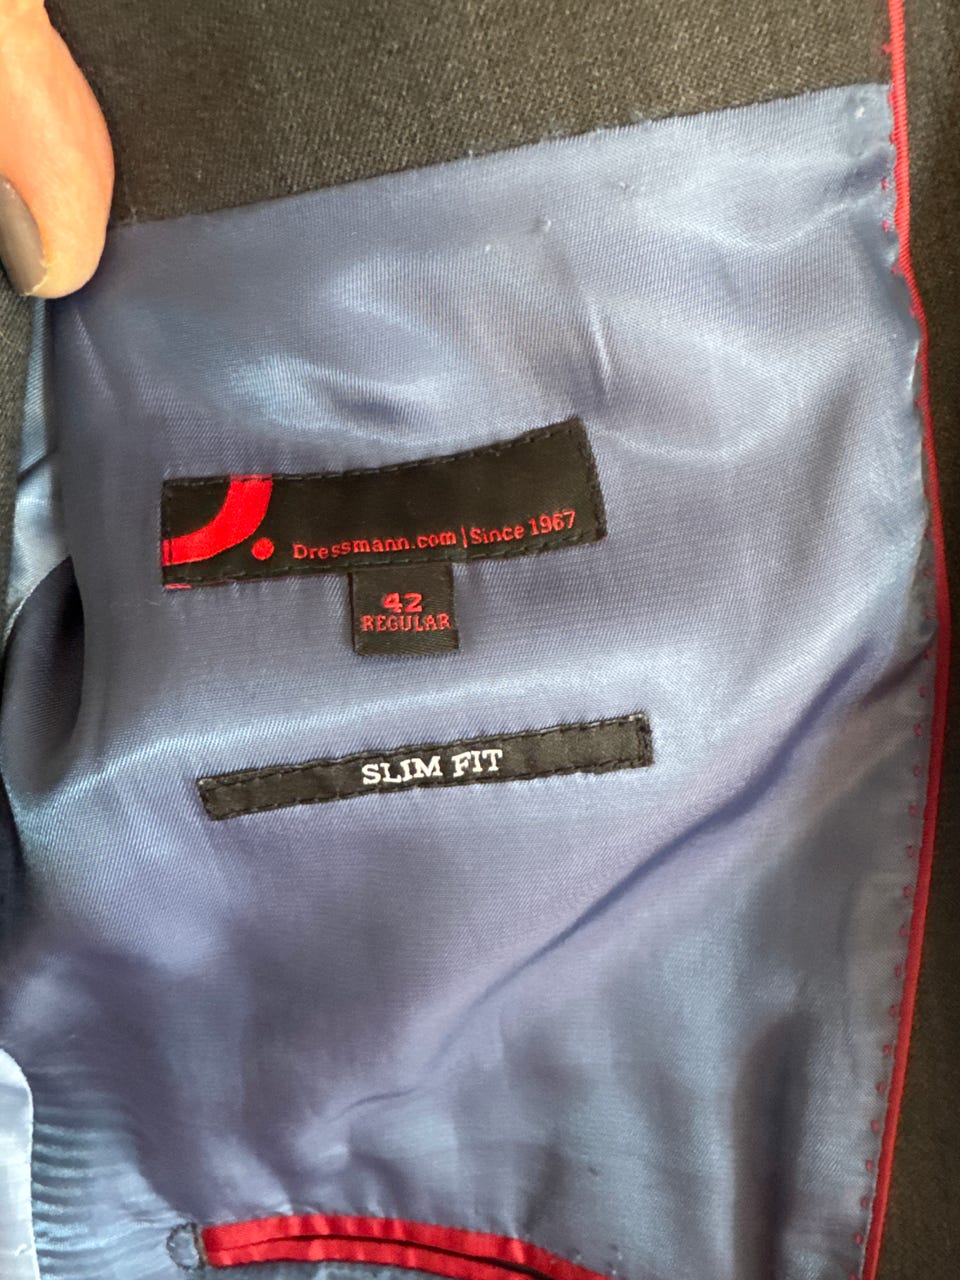 D.
Dressmann.com | Since 1967
42
REGULAR
SLIM FIT